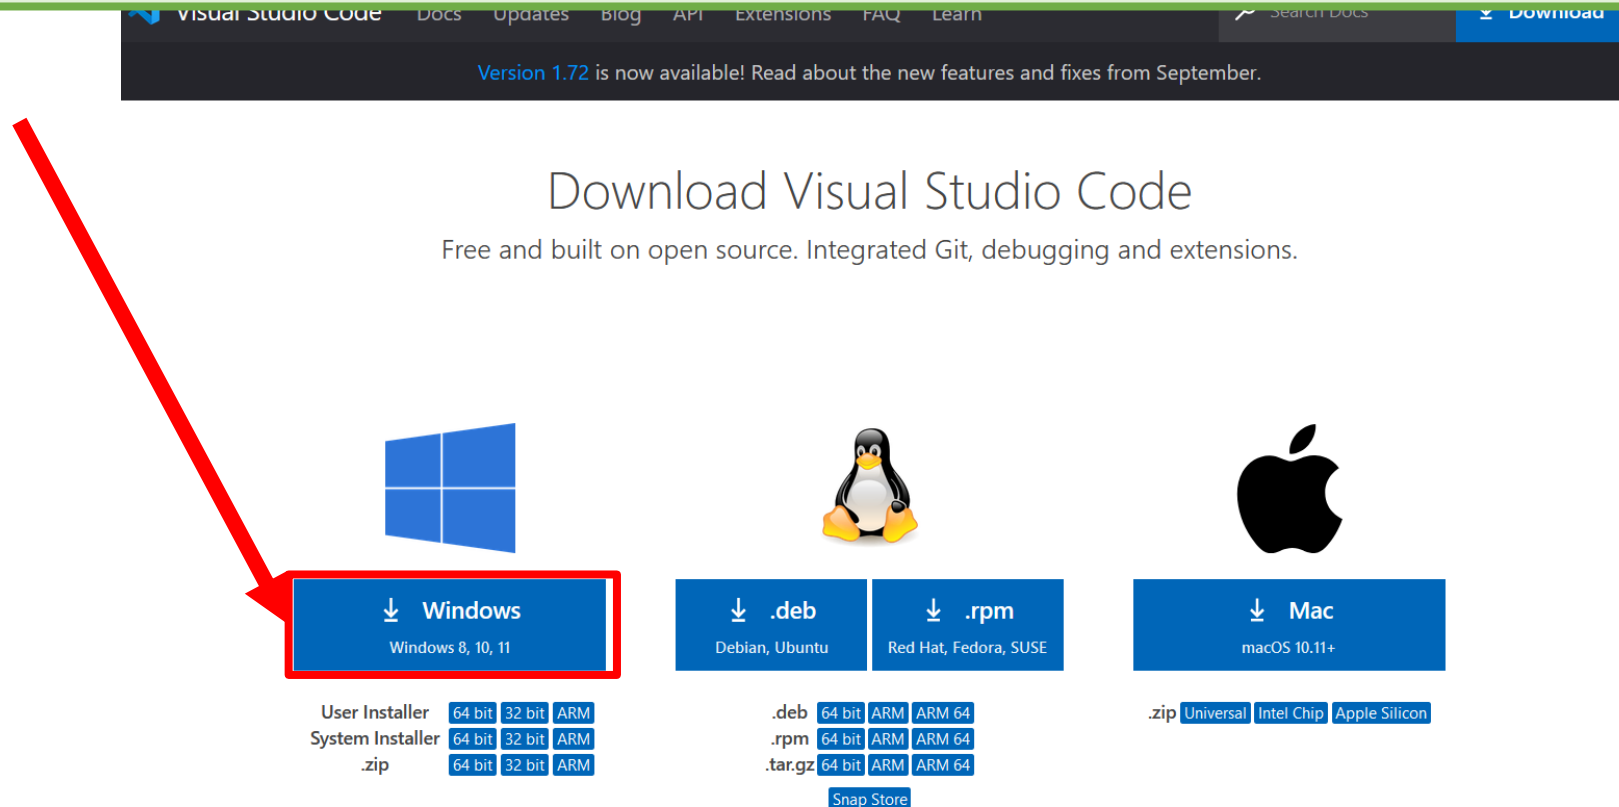 Visual Studio Code Docs Updates Blog API Extensions FAQ Learn Search Docs Download
Version 1.72 is now available! Read about the new features and fixes from September.
Download Visual Studio Code
Free and built on open source. Integrated Git, debugging and extensions.
Windows
Windows 8, 10, 11
.deb
Debian, Ubuntu
.rpm
Red Hat, Fedora, SUSE
Mac
macOS 10.11+
User Installer 64 bit 32 bit ARM
System Installer 64 bit 32 bit ARM
.zip 64 bit 32 bit ARM
.deb 64 bit ARM ARM 64
.rpm 64 bit ARM ARM 64
.tar.gz 64 bit ARM ARM 64
Snap Store
.zip Universal Intel Chip Apple Silicon